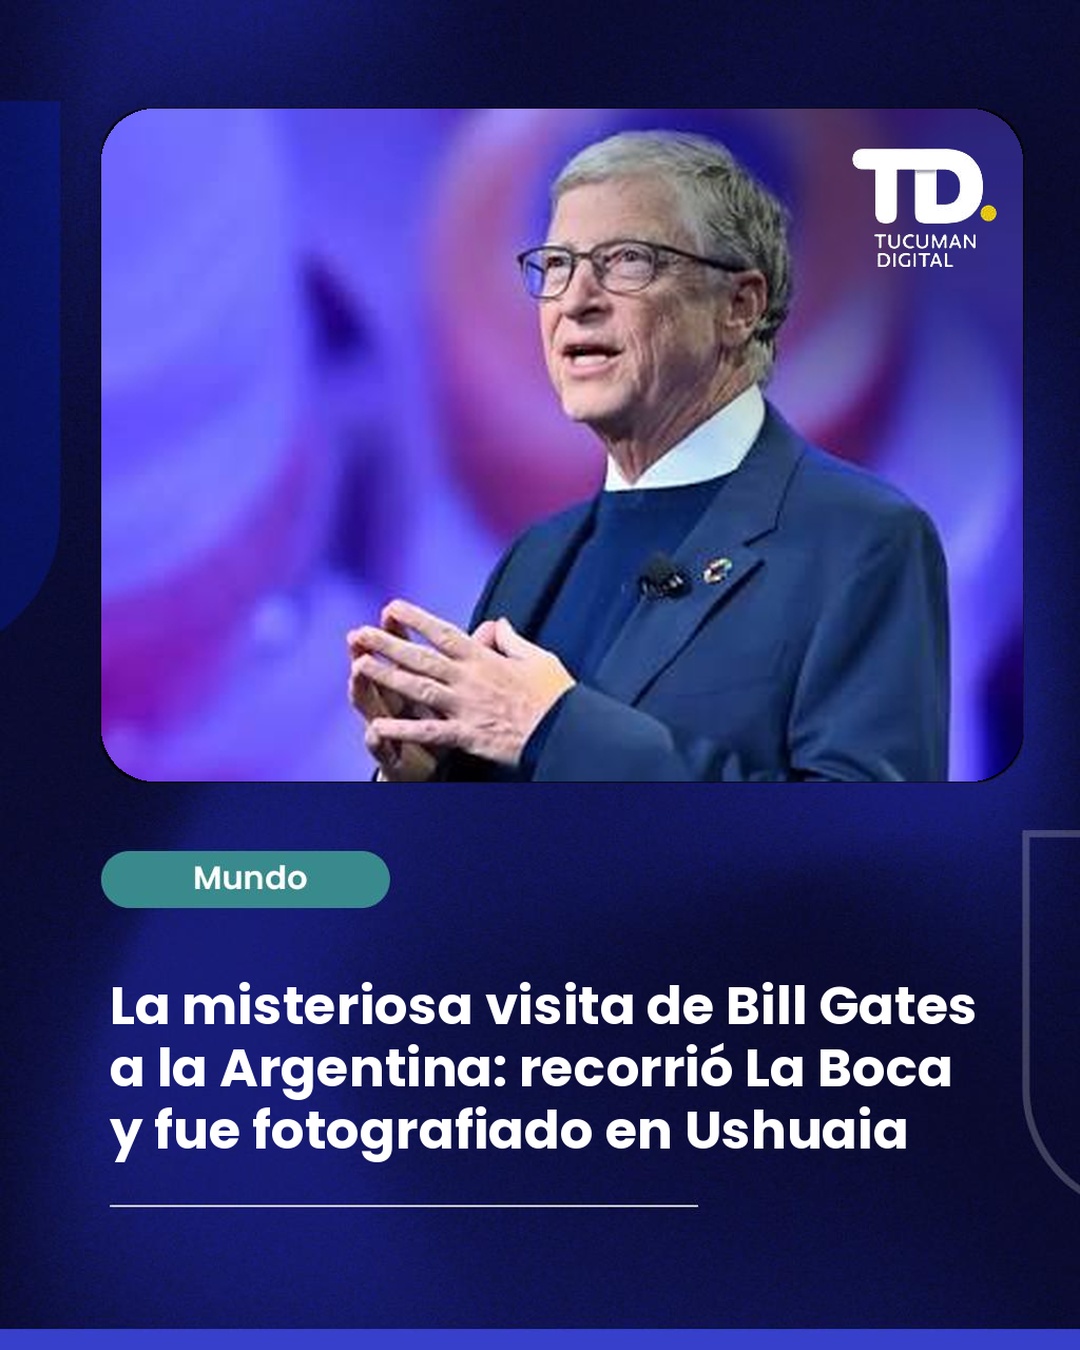 TD.
TUCUMAN
DIGITAL
Mundo
La misteriosa visita de Bill Gates
a la Argentina: recorrió La Boca
y fue fotografiado en Ushuaia